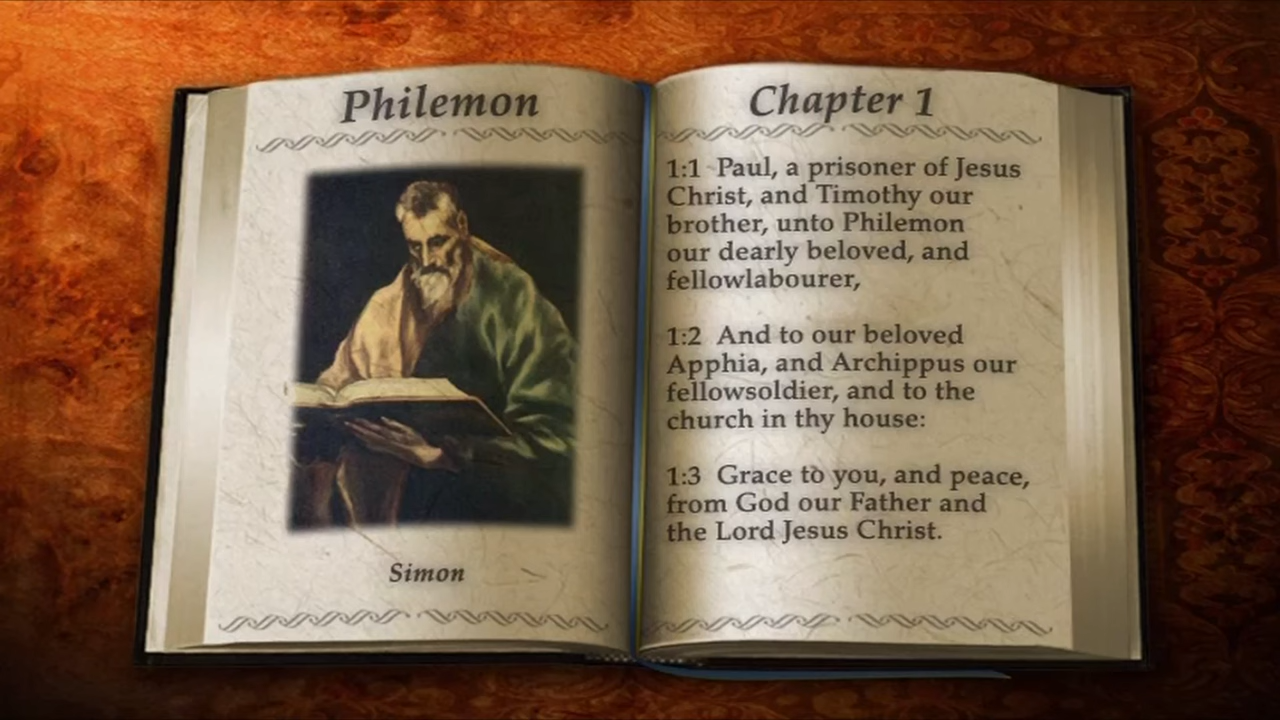 Philemon
Simon
Chapter 1
1:1 Paul, a prisoner of Jesus
Christ, and Timothy our
brother, unto Philemon
our dearly beloved, and
fellowlabourer,
1:2 And to our beloved
Apphia, and Archippus our
fellowsoldier, and to the
church in thy house:
1:3 Grace to you, and peace,
from God our Father and
the Lord Jesus Christ.